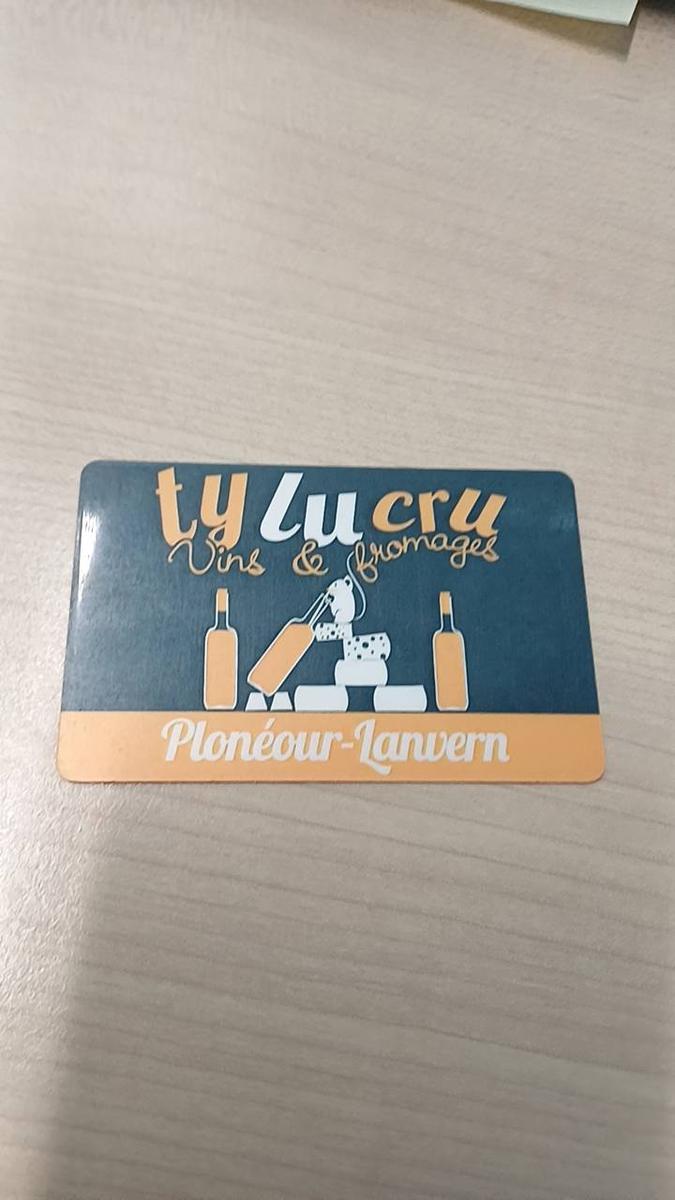 ty lu cru
Vins & fromages
Plonéour-Lanvern